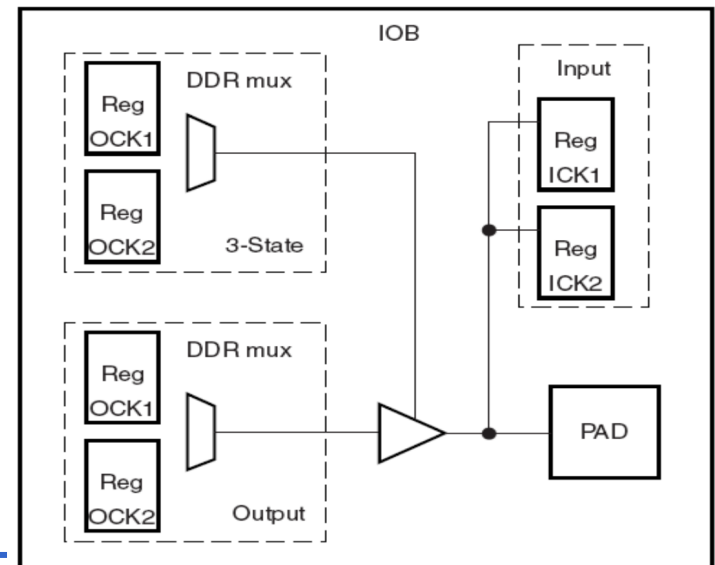 IOB
DDR mux
Reg
OCK1
Reg
OCK2
3-State
Input
Reg
ICK1
Reg
ICK2
DDR mux
Reg
OCK1
Reg
OCK2
Output
PAD